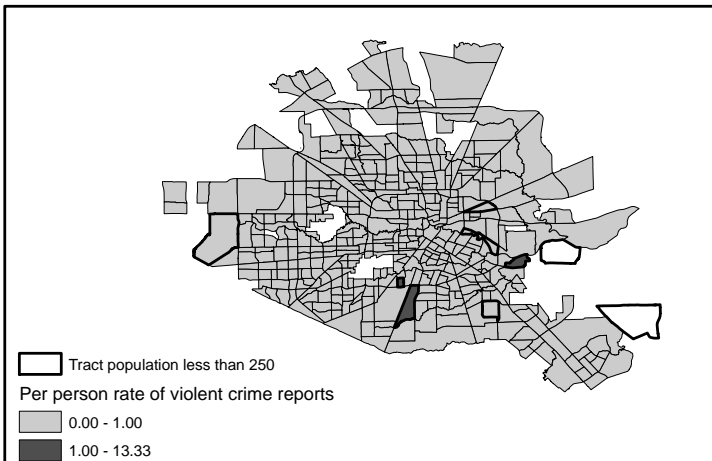 Tract population less than 250
Per person rate of violent crime reports
0.00 - 1.00
1.00 - 13.33